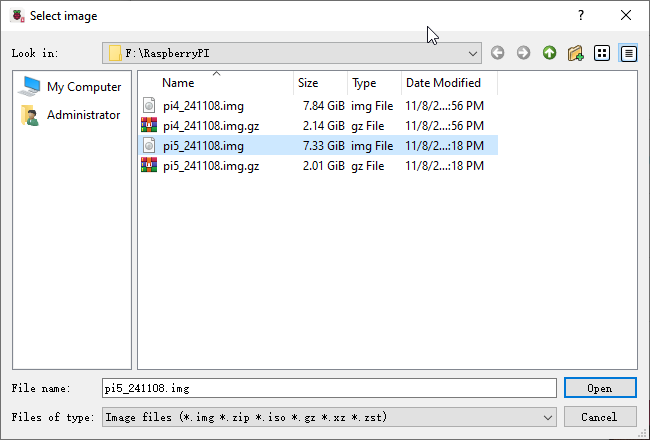 Select image
?
Look in:
F:\RaspberryPI
My Computer
Administrator
Name Size Type Date Modified
pi4_241108.img 7.84 GiB img File 11/8/2...:56 PM
pi4_241108.img.gz 2.14 GiB gz File 11/8/2...:56 PM
pi5_241108.img 7.33 GiB img File 11/8/2...:18 PM
pi5_241108.img.gz 2.01 GiB gz File 11/8/2...:18 PM
File name: pi5_241108.img Open
Files of type: Image files (*.img *.zip *.iso *.gz *.xz *.zst) Cancel